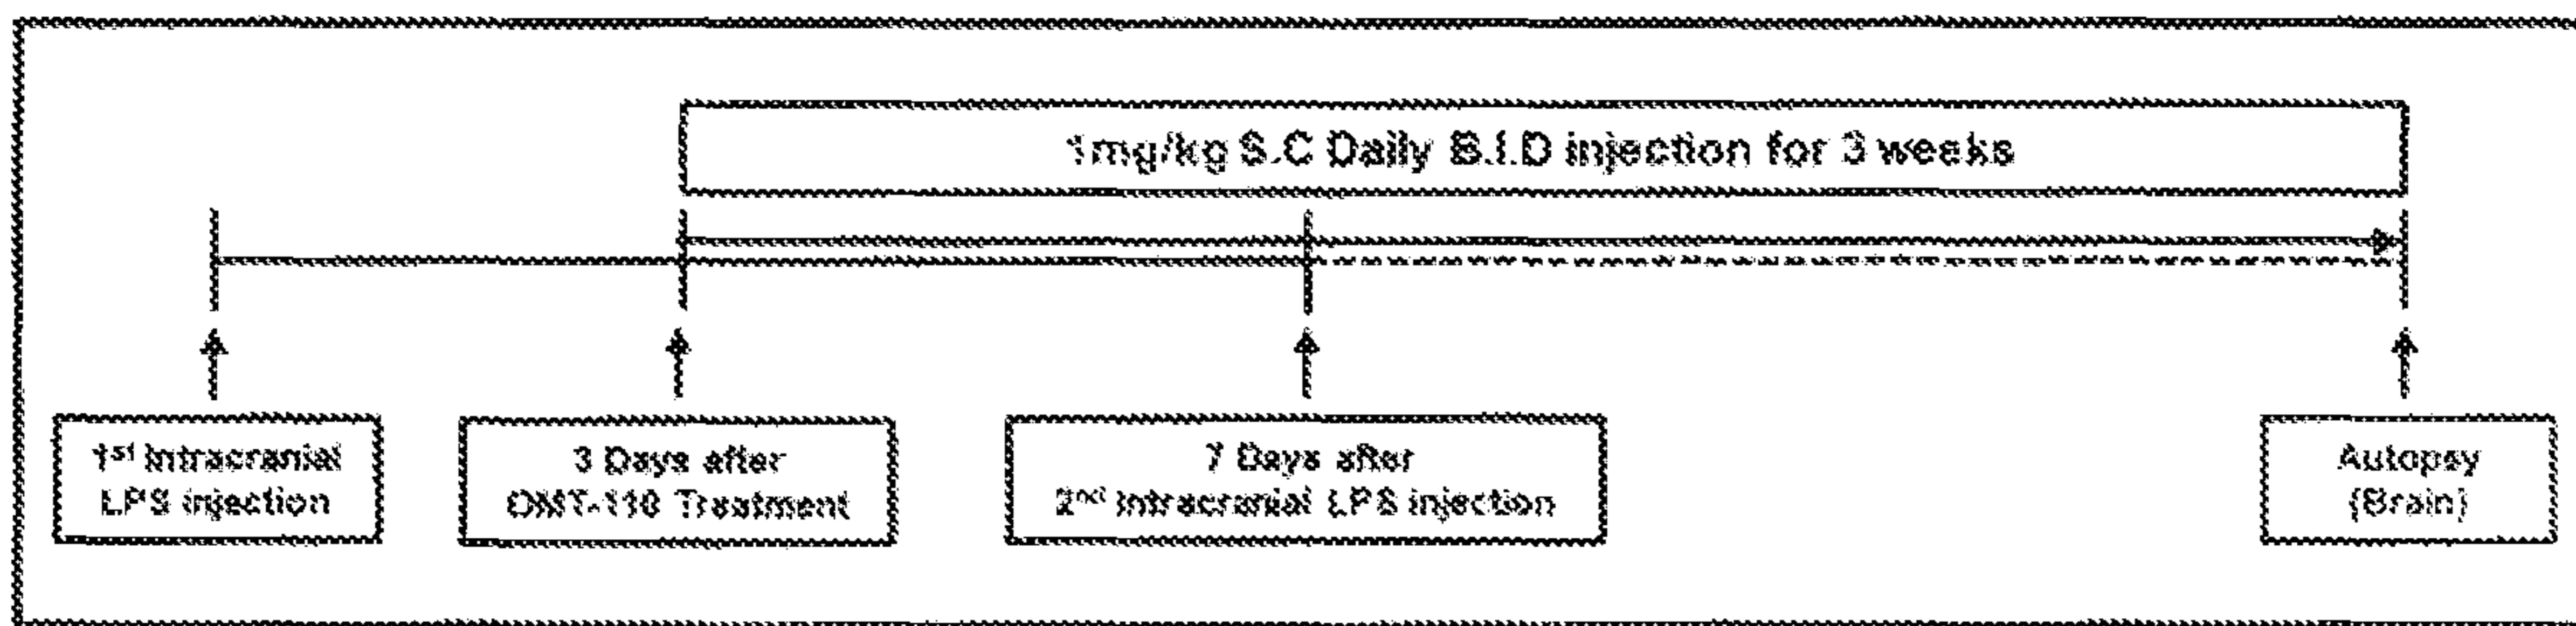 1mg/kg S.C Daily B.I.D injection for 3 weeks
1st Intracranial
LPS injection
3 Days after
OMT-110 Treatment
7 Days after
2nd Intracranial LPS injection
Autopsy
(Brain)